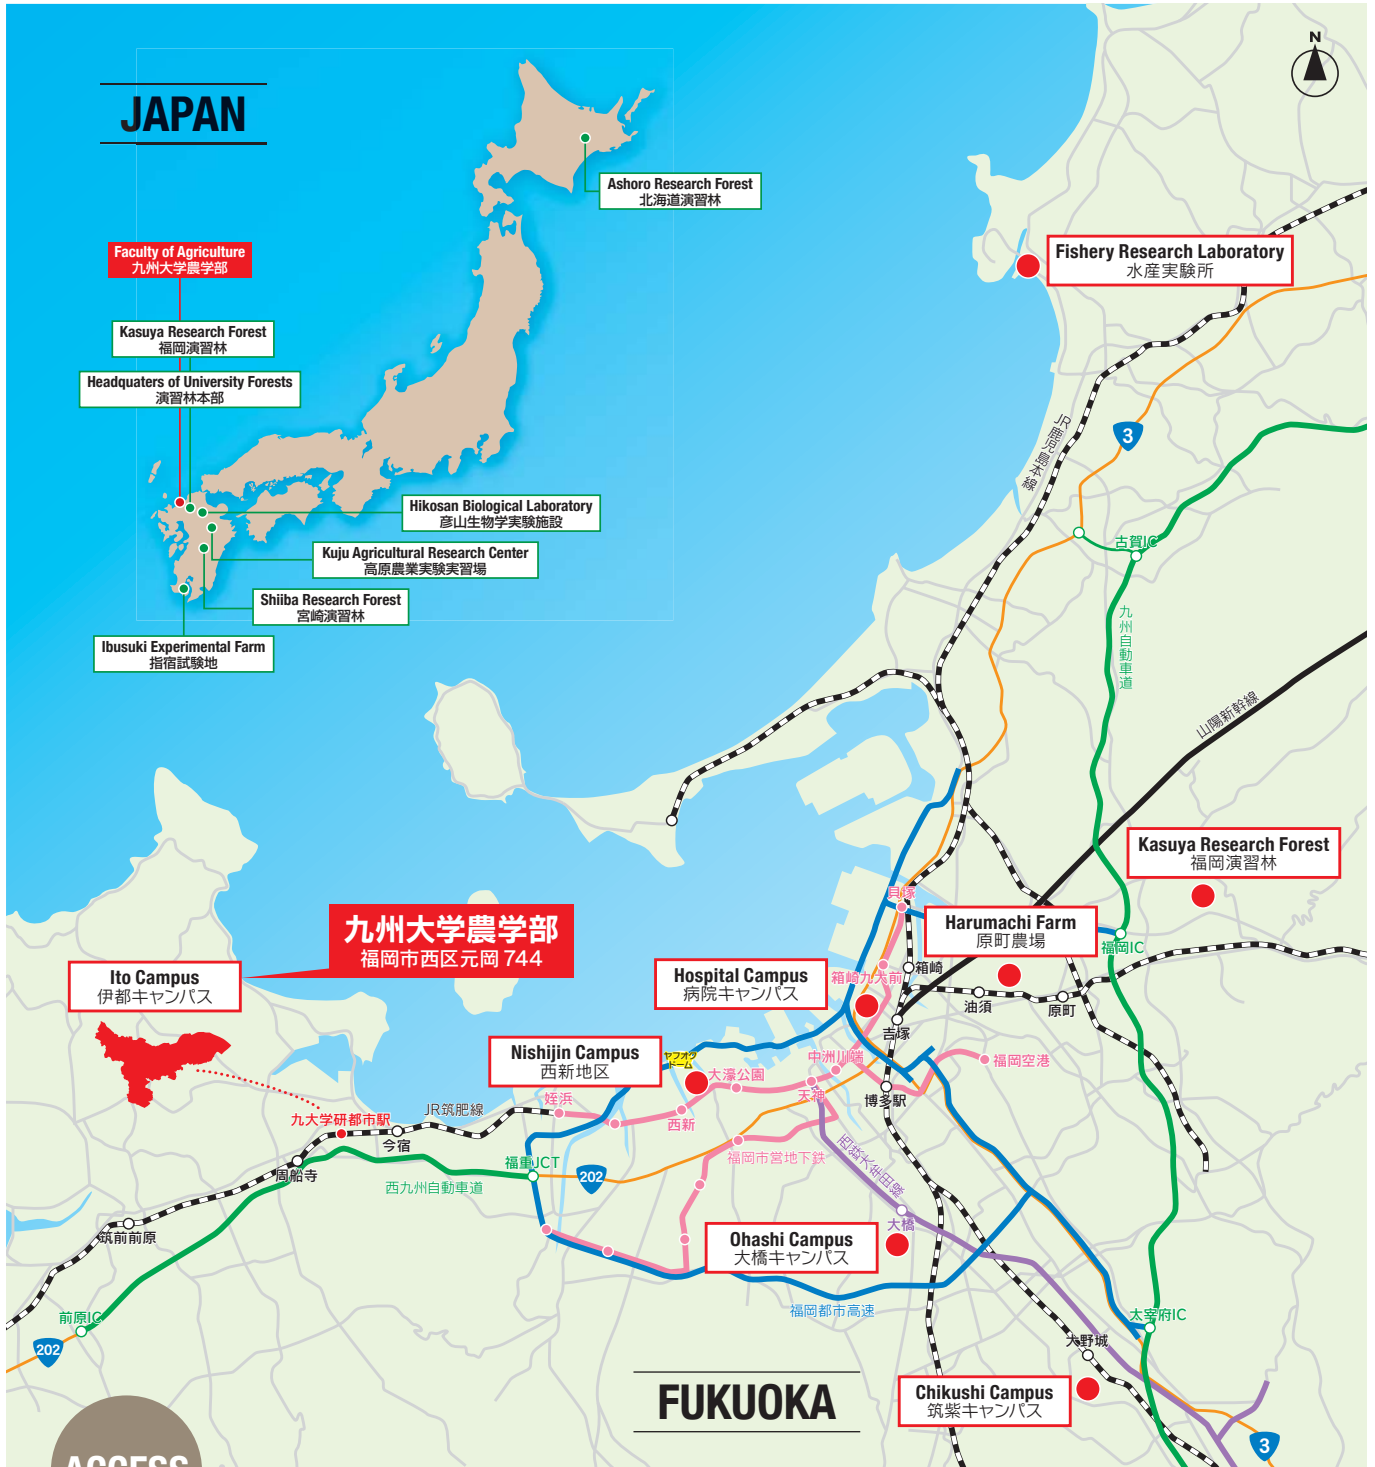 N
JAPAN
Ashoro Research Forest
北海道演習林
Faculty of Agriculture
九州大学農学部
Fishery Research Laboratory
水産実験所
Kasuya Research Forest
福岡演習林
Headquaters of University Forests
演習林本部
JR鹿児島本線
3
Hikosan Biological Laboratory
彦山生物学実験施設
古賀IC
Kuju Agricultural Research Center
高原農業実験実習場
Shiiba Research Forest
宮崎演習林
九州自動車道
Ibusuki Experimental Farm
指宿試験地
山陽新幹線
Kasuya Research Forest
福岡演習林
貝塚
九州大学農学部
福岡市西区元岡 744
Harumachi Farm
原町農場
福岡IC
Ito Campus
伊都キャンパス
Hospital Campus
病院キャンパス
箱崎九大前
箱崎
油須
原町
吉塚
Nishijin Campus
西新地区
ヤフオク
ドーム
中洲川端
福岡空港
大濠公園
天神
博多駅
姪浜
西新
JR筑肥線
九大学研都市駅
今宿
周船寺
西九州自動車道
福重JCT
202
福岡市営地下鉄
西鉄大牟田線
大橋
筑前前原
Ohashi Campus
大橋キャンパス
前原IC
202
福岡都市高速
太宰府IC
大野城
FUKUOKA
Chikushi Campus
筑紫キャンパス
3
ACCESS